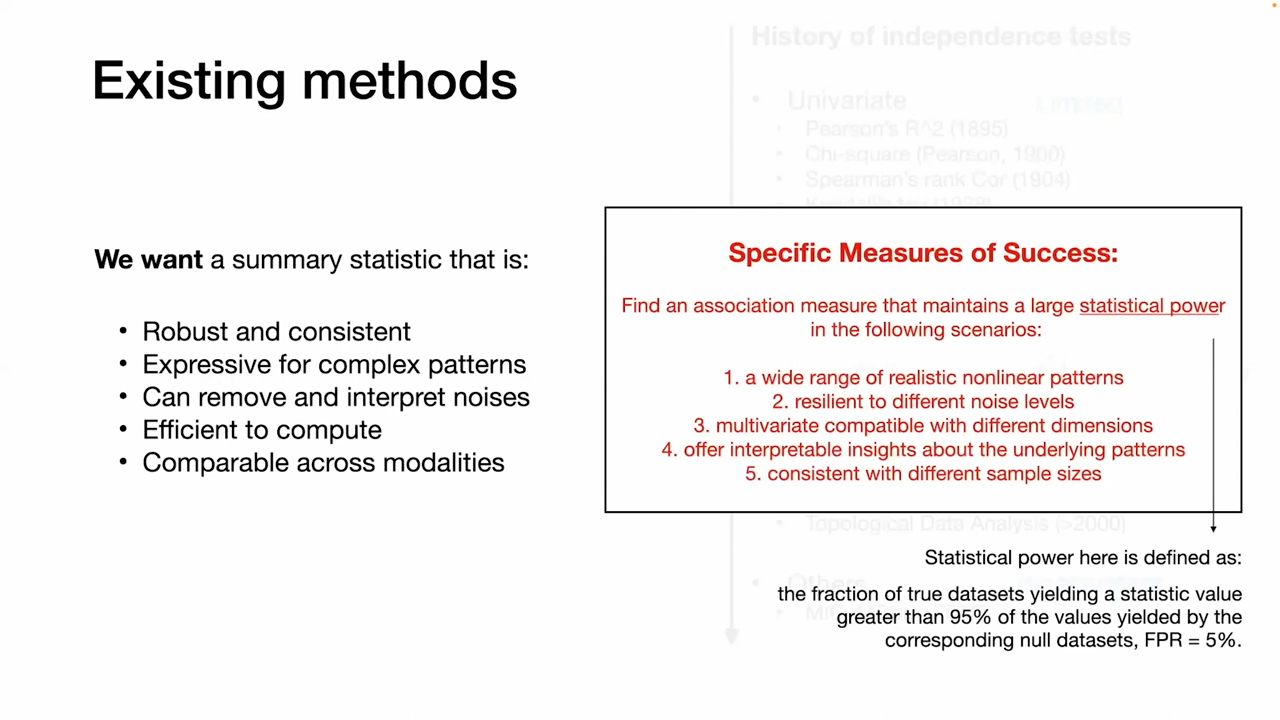 Existing methods
We want a summary statistic that is:
• Robust and consistent
• Expressive for complex patterns
• Can remove and interpret noises
• Efficient to compute
• Comparable across modalities
History of independence tests
• Univariate
• Pearson's R^2 (1895)
• Chi-square (Pearson, 1900)
• Spearman's rank Cor (1904)
Specific Measures of Success:
Find an association measure that maintains a large statistical power
in the following scenarios:
1. a wide range of realistic nonlinear patterns
2. resilient to different noise levels
3. multivariate compatible with different dimensions
4. offer interpretable insights about the underlying patterns
5. consistent with different sample sizes
• Topological Data Analysis (>2000)
Statistical power here is defined as:
• Others
the fraction of true datasets yielding a statistic value
greater than 95% of the values yielded by the
corresponding null datasets, FPR = 5%.